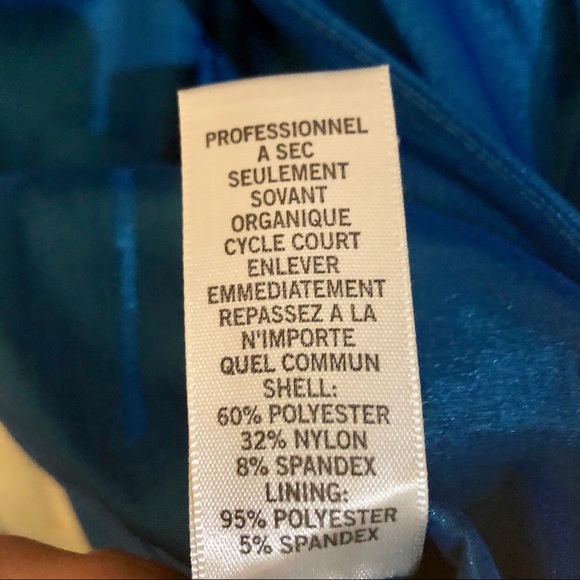 PROFESSIONNEL
A SEC
SEULEMENT
SOVANT
ORGANIQUE
CYCLE COURT
ENLEVER
EMMEDIATEMENT
REPASSEZ A LA
N'IMPORTE
QUEL COMMUN
SHELL:
60% POLYESTER
32% NYLON
8% SPANDEX
LINING:
95% POLYESTER
5% SPANDEX